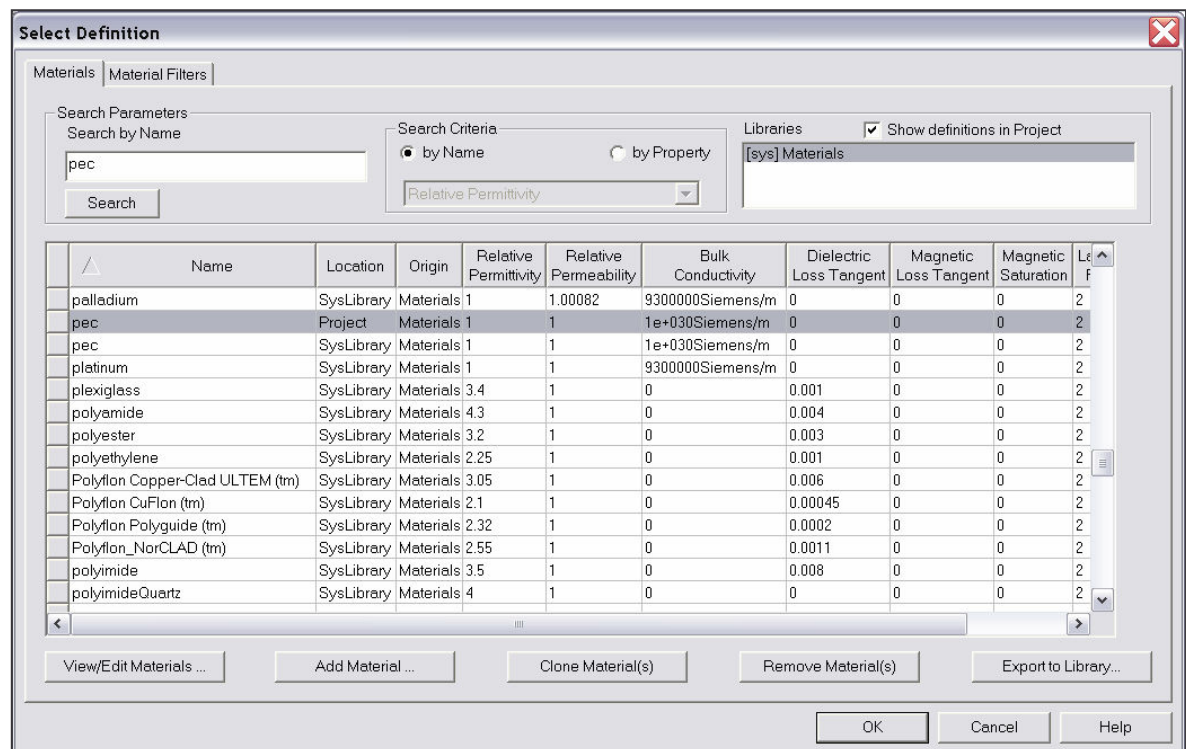 Select Definition
Materials Material Filters
Search Parameters
Search by Name
pec
Search
Search Criteria
by Name by Property
Relative Permittivity
Libraries Show definitions in Project
[sys] Materials
Name Location Origin Relative Permittivity Relative Permeability Bulk Conductivity Dielectric Loss Tangent Magnetic Loss Tangent Magnetic Saturation
palladium SysLibrary Materials 1 1.00082 9300000Siemens/m 0 0 0 2
pec Project Materials 1 1 1e+030Siemens/m 0 0 0 2
pec SysLibrary Materials 1 1 1e+030Siemens/m 0 0 0 2
platinum SysLibrary Materials 1 1 9300000Siemens/m 0 0 0 2
plexiglass SysLibrary Materials 3.4 1 0 0.001 0 0 2
polyamide SysLibrary Materials 4.3 1 0 0.004 0 0 2
polyester SysLibrary Materials 3.2 1 0 0.003 0 0 2
polyethylene SysLibrary Materials 2.25 1 0 0.001 0 0 2
Polyflon Copper-Clad ULTEM (tm) SysLibrary Materials 3.05 1 0 0.006 0 0 2
Polyflon CuFlon (tm) SysLibrary Materials 2.1 1 0 0.00045 0 0 2
Polyflon Polyguide (tm) SysLibrary Materials 2.32 1 0 0.0002 0 0 2
Polyflon_NorCLAD (tm) SysLibrary Materials 2.55 1 0 0.0011 0 0 2
polyimide SysLibrary Materials 3.5 1 0 0.008 0 0 2
polyimideQuartz SysLibrary Materials 4 1 0 0 0 0 2
View/Edit Materials ... Add Material ... Clone Material(s) Remove Material(s) Export to Library...
OK Cancel Help